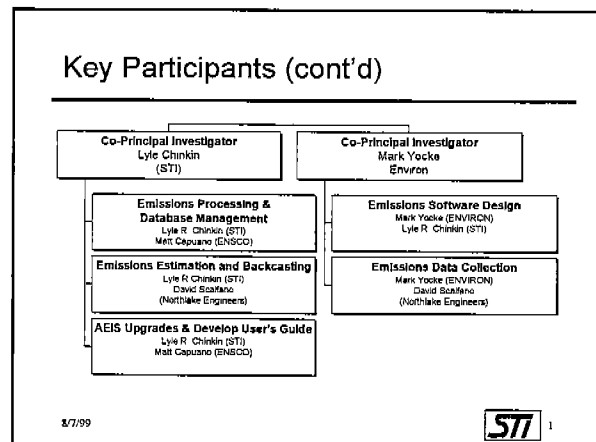 Key Participants (cont'd)
Co-Principal Investigator
Lyle Chinkin
(STI)
Co-Principal Investigator
Mark Yocke
Environ
Emissions Processing &
Database Management
Lyle R. Chinkin (STI)
Matt Capuano (ENSCO)
Emissions Estimation and Backcasting
Lyle R Chinkin (STI)
David Scalfano
(Northlake Engineers)
AEIS Upgrades & Develop User's Guide
Lyle R. Chinkin (STI)
Matt Capuano (ENSCO)
Emissions Software Design
Mark Yocke (ENVIRON)
Lyle R. Chinkin (STI)
Emissions Data Collection
Mark Yocke (ENVIRON)
David Scalfano
(Northlake Engineers)
8/7/99
STI
1